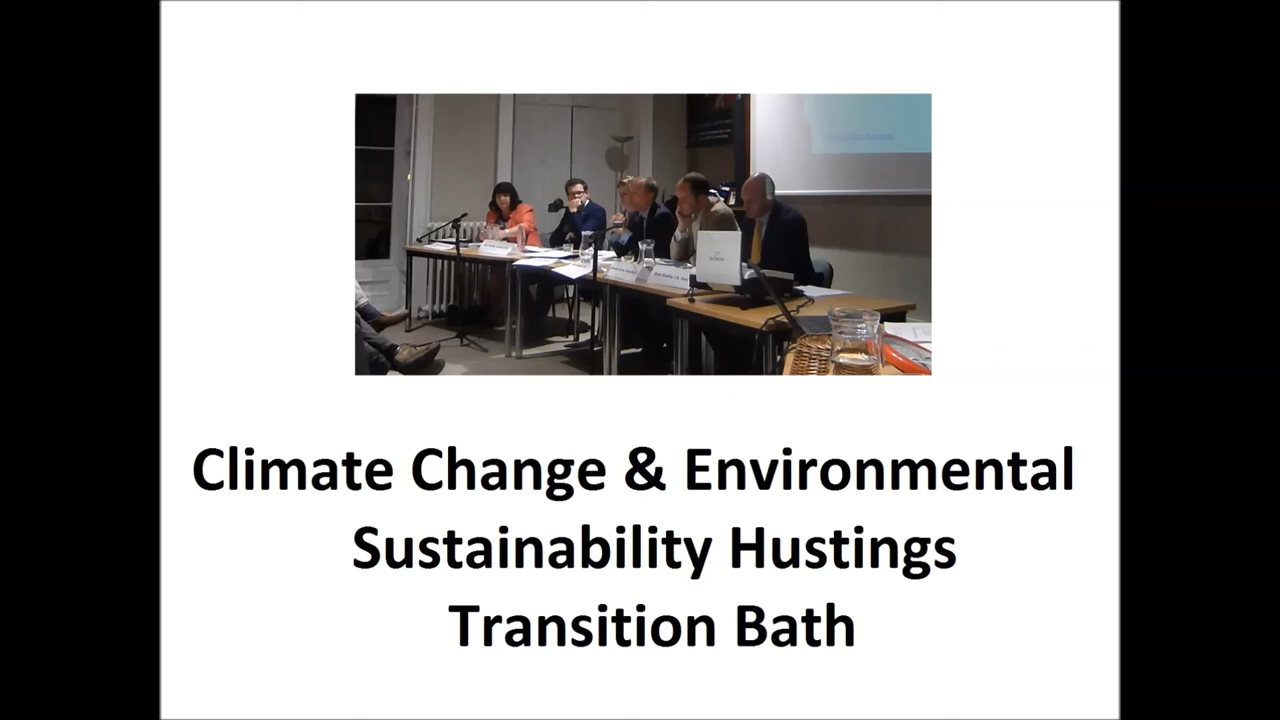 Climate Change & Environmental
Sustainability Hustings
Transition Bath